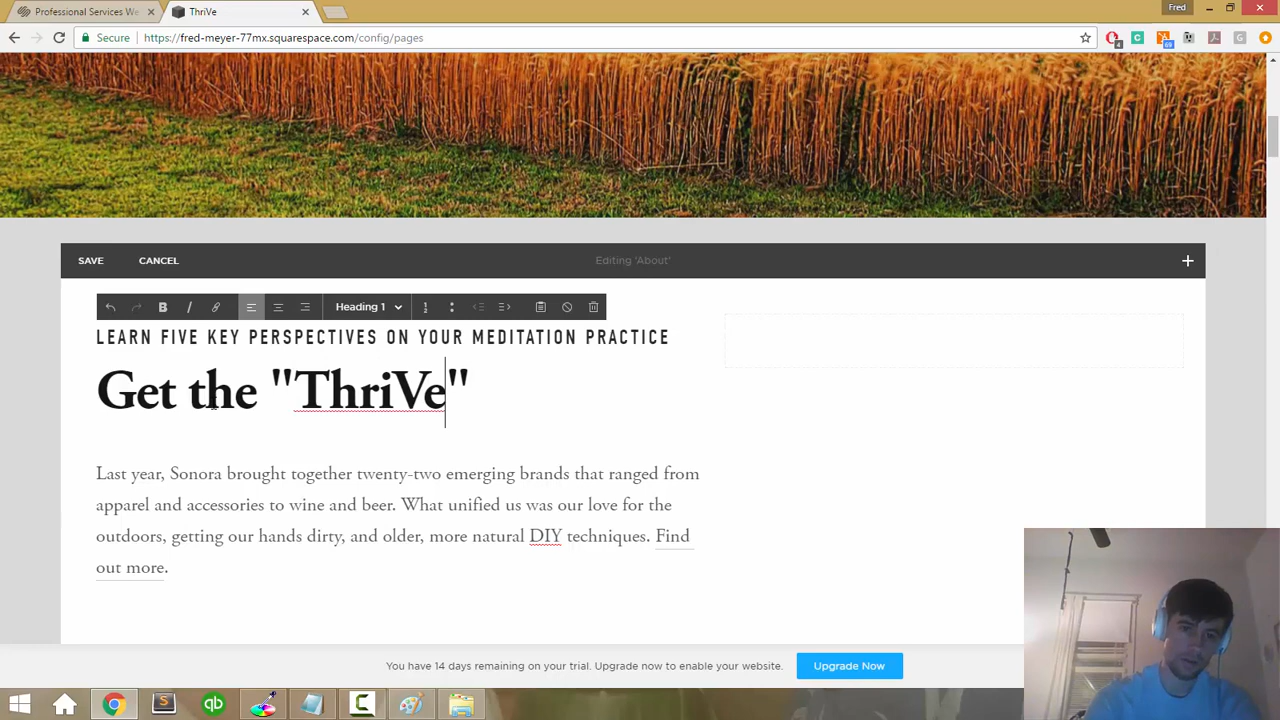 Professional Services We
ThriVe
Fred
Secure
https://fred-meyer-77mx.squarespace.com/config/pages
4
69
SAVE
CANCEL
Editing 'About'
Heading 1
LEARN FIVE KEY PERSPECTIVES ON YOUR MEDITATION PRACTICE
Get the "ThriVe"
Last year, Sonora brought together twenty-two emerging brands that ranged from
apparel and accessories to wine and beer. What unified us was our love for the
outdoors, getting our hands dirty, and older, more natural DIY techniques. Find
out more.
You have 14 days remaining on your trial. Upgrade now to enable your website.
Upgrade Now